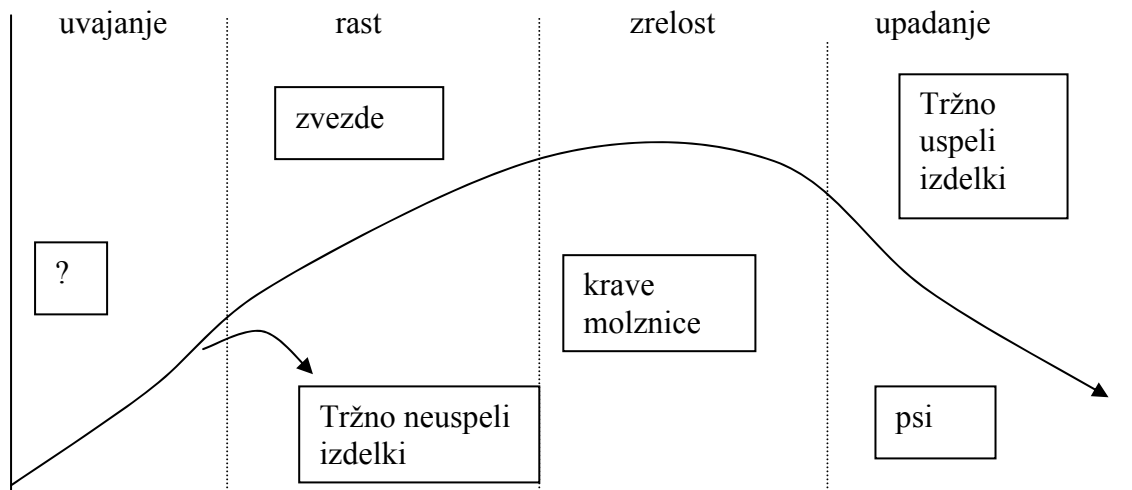 uvajanje rast zrelost upadanje
zvezde
Tržno
uspeli
izdelki
?
krave
molznice
Tržno neuspeli
izdelki
psi